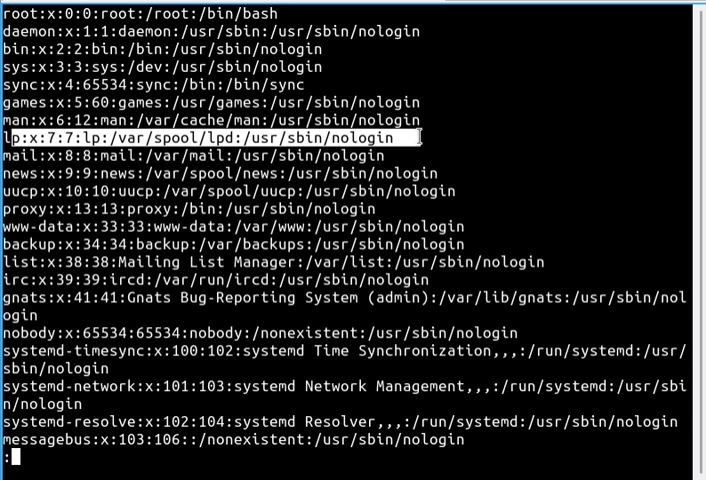 root:x:0:0:root:/root:/bin/bash
daemon:x:1:1:daemon:/usr/sbin:/usr/sbin/nologin
bin:x:2:2:bin:/bin:/usr/sbin/nologin
sys:x:3:3:sys:/dev:/usr/sbin/nologin
sync:x:4:65534:sync:/bin:/bin/sync
games:x:5:60:games:/usr/games:/usr/sbin/nologin
man:x:6:12:man:/var/cache/man:/usr/sbin/nologin
lp:x:7:7:lp:/var/spool/lpd:/usr/sbin/nologin
mail:x:8:8:mail:/var/mail:/usr/sbin/nologin
news:x:9:9:news:/var/spool/news:/usr/sbin/nologin
uucp:x:10:10:uucp:/var/spool/uucp:/usr/sbin/nologin
proxy:x:13:13:proxy:/bin:/usr/sbin/nologin
www-data:x:33:33:www-data:/var/www:/usr/sbin/nologin
backup:x:34:34:backup:/var/backups:/usr/sbin/nologin
list:x:38:38:Mailing List Manager:/var/list:/usr/sbin/nologin
irc:x:39:39:ircd:/var/run/ircd:/usr/sbin/nologin
gnats:x:41:41:Gnats Bug-Reporting System (admin):/var/lib/gnats:/usr/sbin/nol
ogin
nobody:x:65534:65534:nobody:/nonexistent:/usr/sbin/nologin
systemd-timesync:x:100:102:systemd Time Synchronization,,,:/run/systemd:/usr/
sbin/nologin
systemd-network:x:101:103:systemd Network Management,,,:/run/systemd:/usr/sbi
n/nologin
systemd-resolve:x:102:104:systemd Resolver,,,:/run/systemd:/usr/sbin/nologin
messagebus:x:103:106::/nonexistent:/usr/sbin/nologin
: